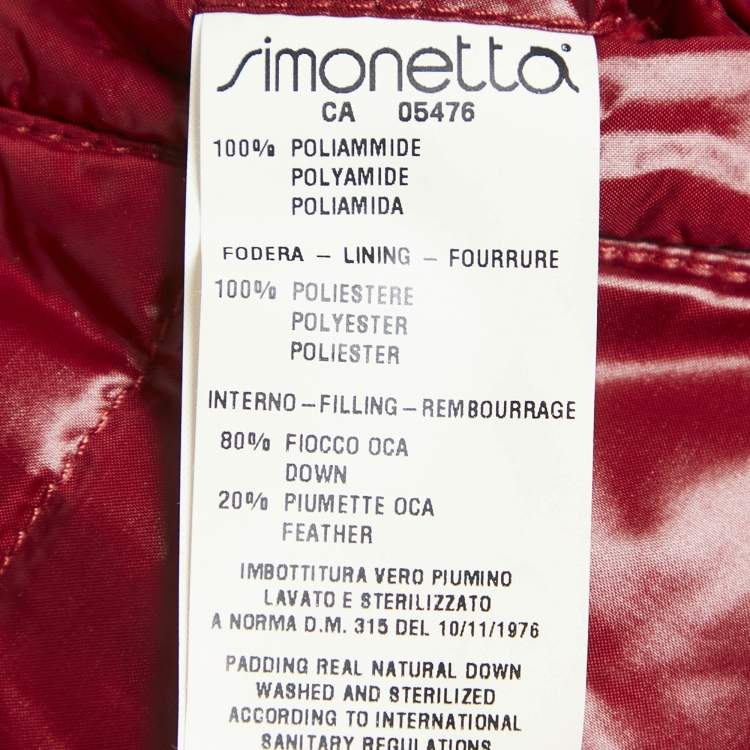 simonetta
CA 05476
100% POLIAMMIDE
POLYAMIDE
POLIAMIDA
FODERA - LINING - FOURRURE
100% POLIESTERE
POLYESTER
POLIESTER
INTERNO-FILLING-REMBOURRAGE
80% FIOCCO OCA
DOWN
20% PIUMETTE OCA
FEATHER
IMBOTTITURA VERO PIUMINO
LAVATO E STERILIZZATO
A NORMA D.M. 315 DEL 10/11/1976
PADDING REAL NATURAL DOWN
WASHED AND STERILIZED
ACCORDING TO INTERNATIONAL
SANITARY REGULATIONS